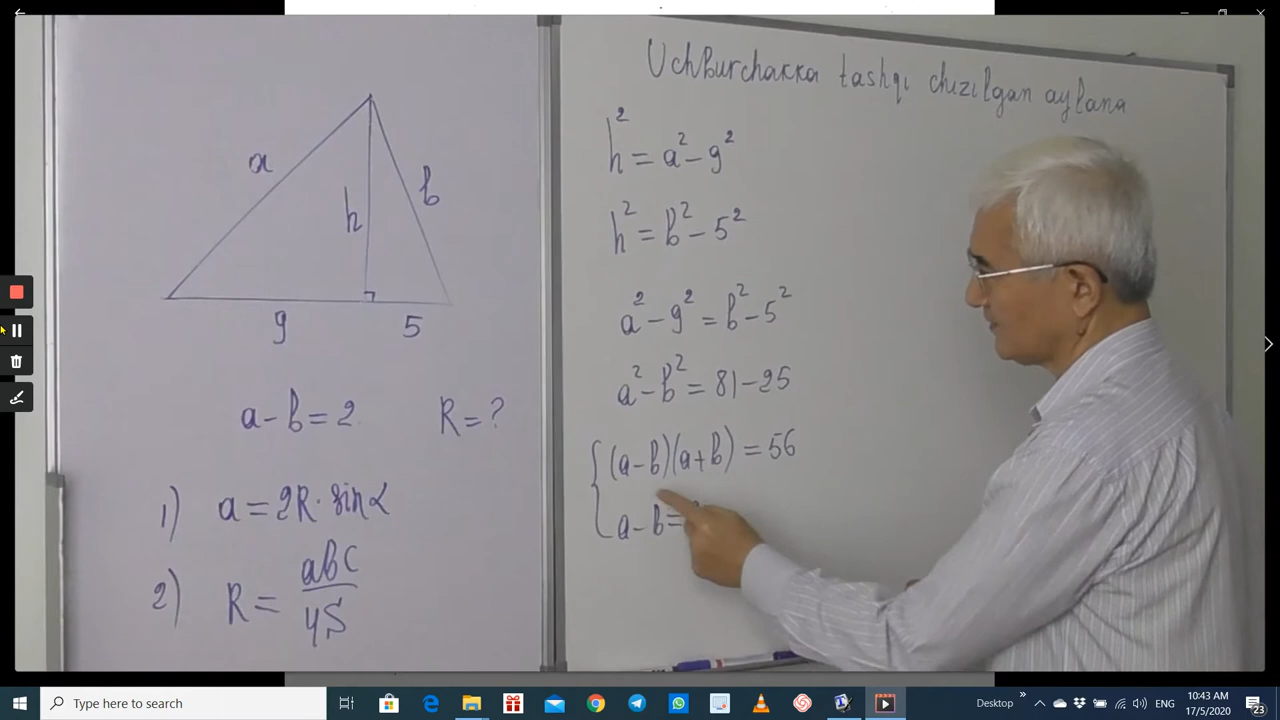 Uchburchakka tashqi chizilgan aylana
a
h
b
9
5
a-b=2
R=?
1) a=2R·sinα
2) R=abc/4S
h²=a²-9²
h²=b²-5²
a²-9²=b²-5²
a²-b²=81-25
(a-b)(a+b)=56
a-b=
Type here to search
Desktop
»
ENG
10:43 AM
17/5/2020
23